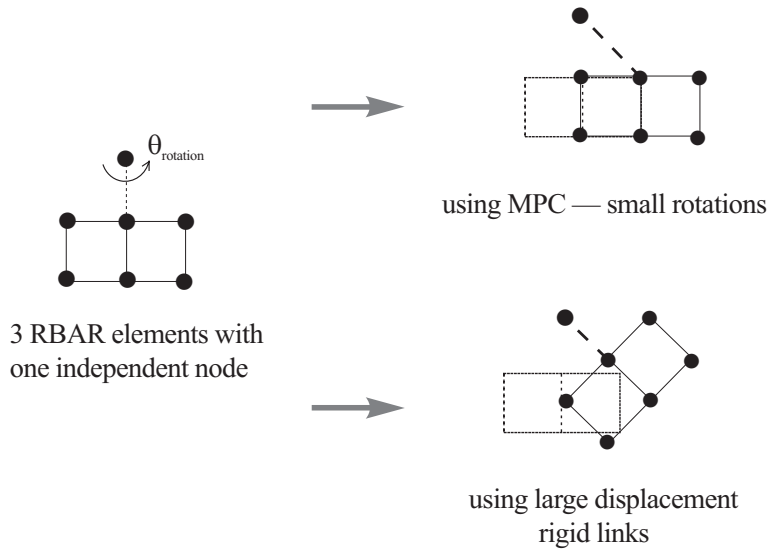 θrotation
3 RBAR elements with
one independent node
using MPC — small rotations
using large displacement
rigid links